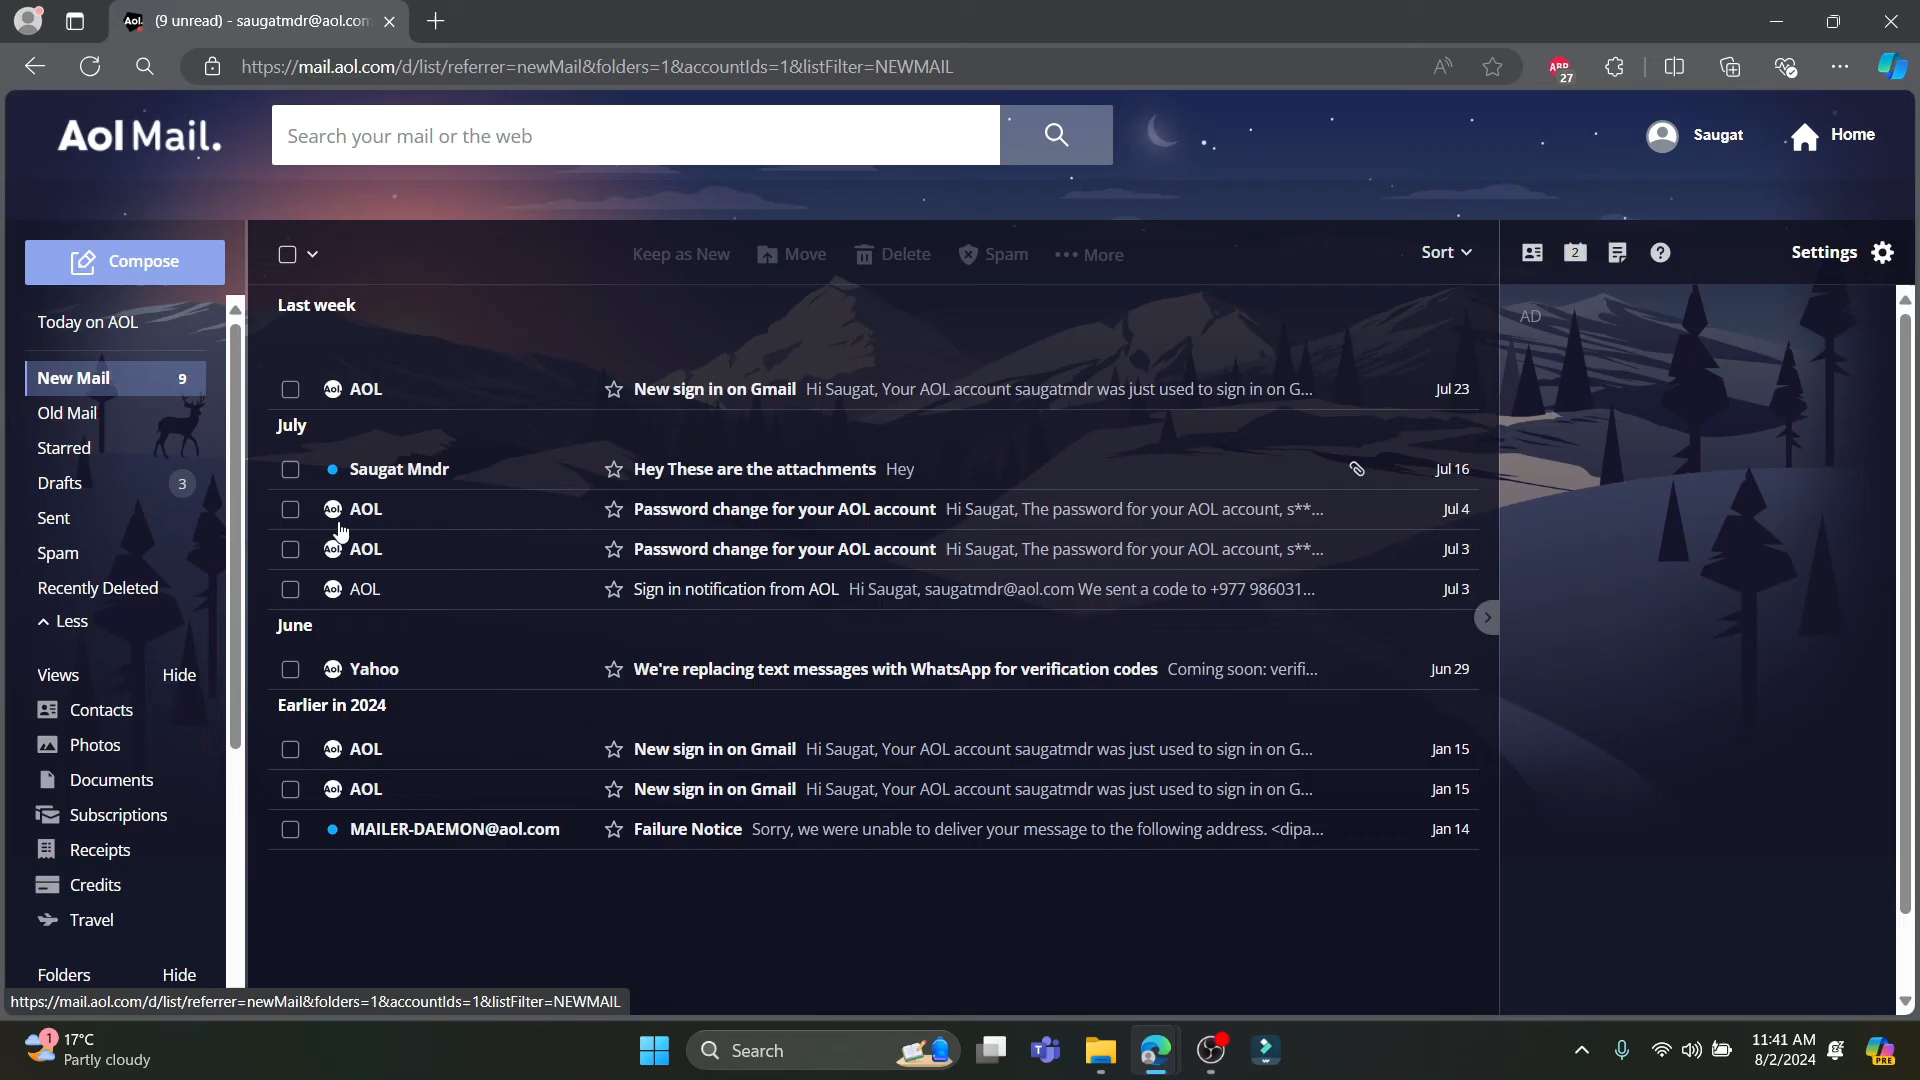 (9 unread) - saugatmdr@aol.com
https://mail.aol.com/d/list/referrer=newMail&folders=1&accountIds=1&listFilter=NEWMAIL
ABP 27
Aol Mail.
Search your mail or the web
Saugat
Home
Compose
Keep as New
Move
Delete
Spam
More
Sort
2
Settings
Today on AOL
New Mail 9
Old Mail
Starred
Drafts 3
Sent
Spam
Recently Deleted
Less
Views Hide
Contacts
Photos
Documents
Subscriptions
Receipts
Credits
Travel
Folders Hide
Last week
AOL New sign in on Gmail Hi Saugat, Your AOL account saugatmdr was just used to sign in on G... Jul 23
July
Saugat Mndr Hey These are the attachments Hey Jul 16
AOL Password change for your AOL account Hi Saugat, The password for your AOL account, s**... Jul 4
AOL Password change for your AOL account Hi Saugat, The password for your AOL account, s**... Jul 3
AOL Sign in notification from AOL Hi Saugat, saugatmdr@aol.com We sent a code to +977 986031... Jul 3
June
Yahoo We're replacing text messages with WhatsApp for verification codes Coming soon: verifi... Jun 29
Earlier in 2024
AOL New sign in on Gmail Hi Saugat, Your AOL account saugatmdr was just used to sign in on G... Jan 15
AOL New sign in on Gmail Hi Saugat, Your AOL account saugatmdr was just used to sign in on G... Jan 15
MAILER-DAEMON@aol.com Failure Notice Sorry, we were unable to deliver your message to the following address. <dipa... Jan 14
AD
https://mail.aol.com/d/list/referrer=newMail&folders=1&accountIds=1&listFilter=NEWMAIL
1
17°C
Partly cloudy
Search
11:41 AM
8/2/2024
PRE